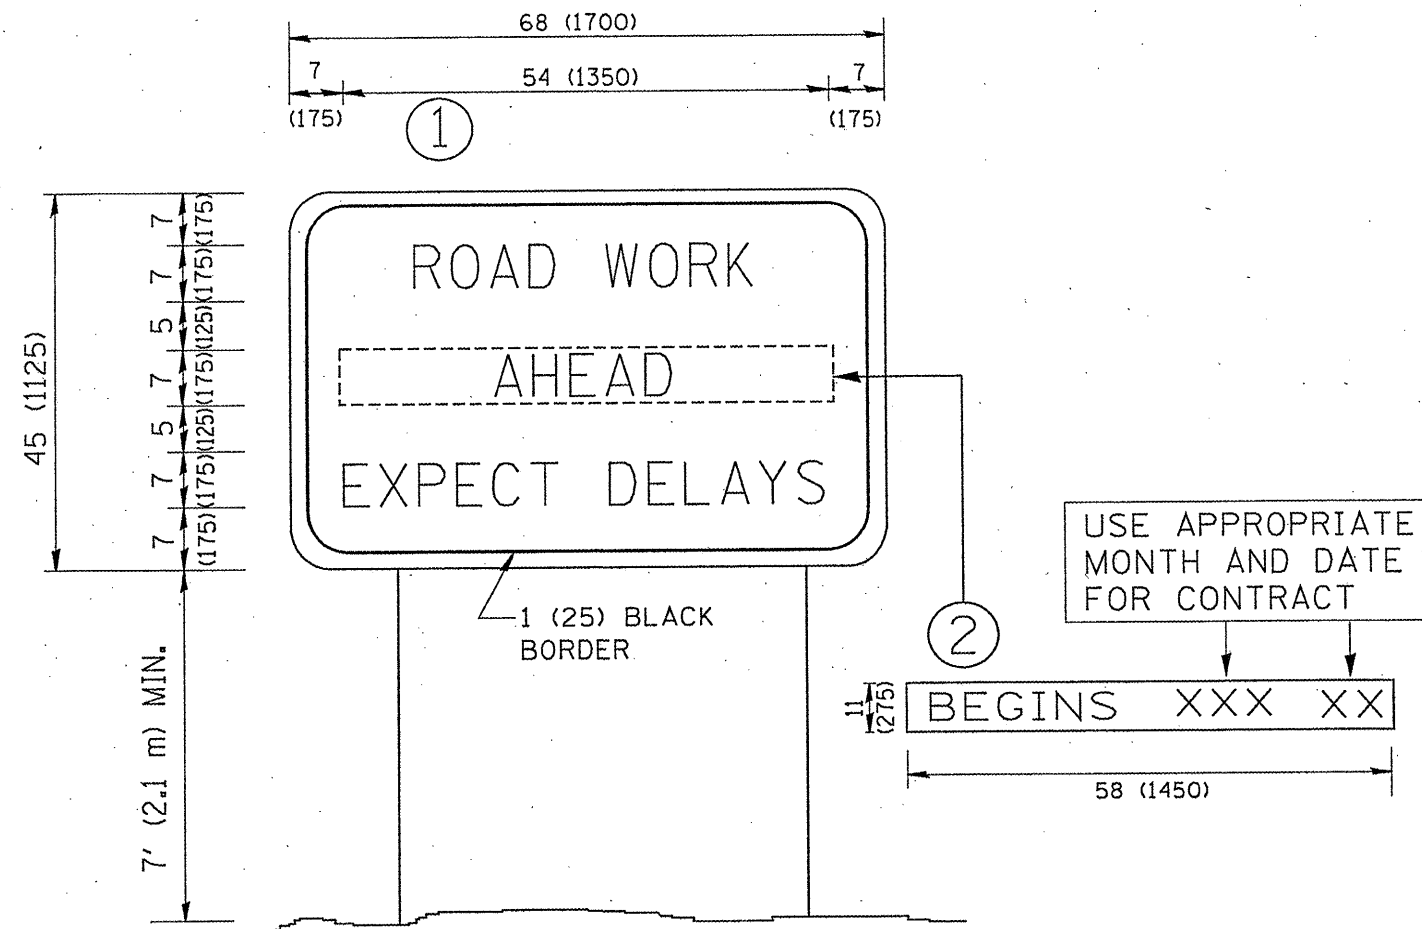 68 (1700)
7 54 (1350) 7
(175) (175)
1
7 (175)
7 (175)
5 (125)
7 (175)
5 (125)
7 (175)
7 (175)
45 (1125)
7' (2.1 m) MIN.
ROAD WORK
AHEAD
EXPECT DELAYS
1 (25) BLACK
BORDER
2
USE APPROPRIATE
MONTH AND DATE
FOR CONTRACT
11 (275)
BEGINS XXX XX
58 (1450)